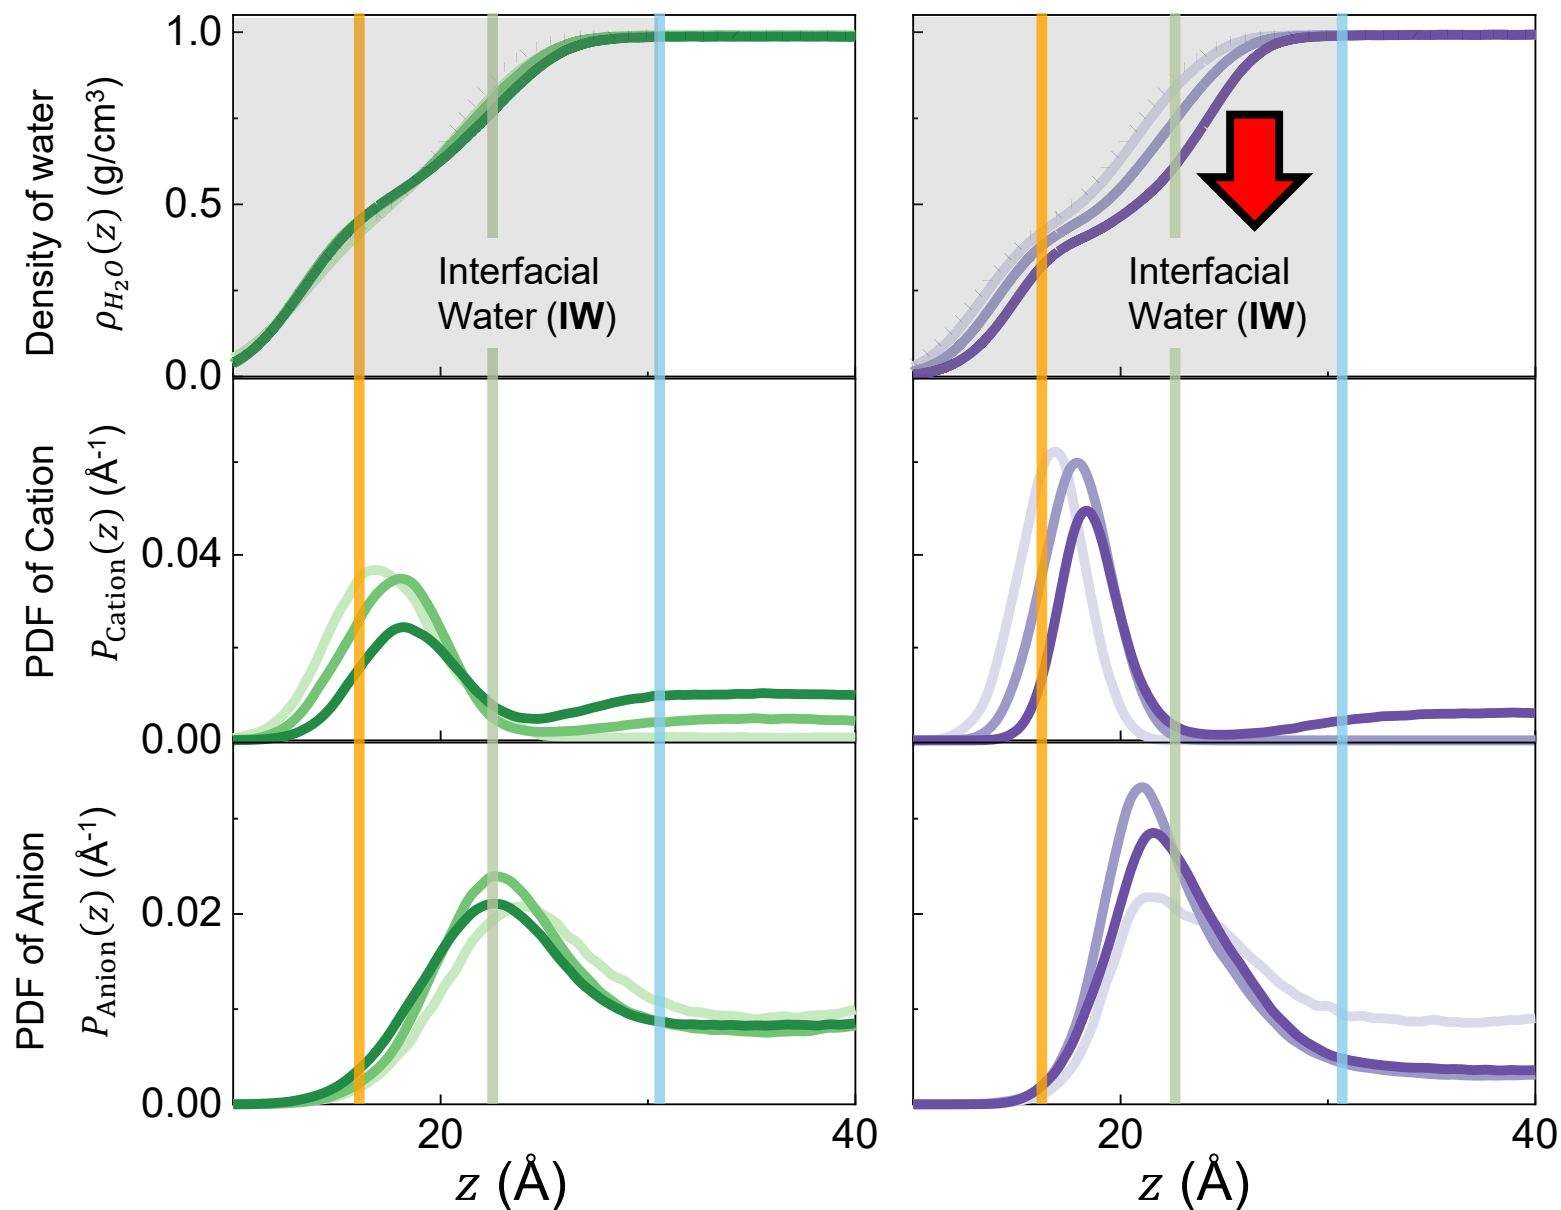 Density of water
ρH₂O(z) (g/cm³)
1.0
0.5
0.0
Interfacial
Water (IW)
Interfacial
Water (IW)
PDF of Cation
PCation(z) (Å⁻¹)
0.04
0.00
PDF of Anion
PAnion(z) (Å⁻¹)
0.02
0.00
20
40
20
40
z (Å)
z (Å)